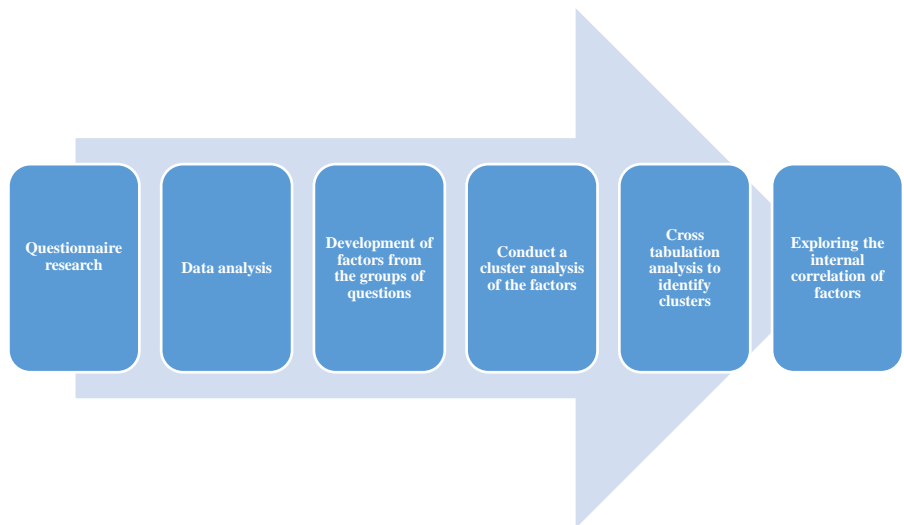 Questionnaire
research
Data analysis
Development of
factors from
the groups of
questions
Conduct a
cluster analysis
of the factors
Cross
tabulation
analysis to
identify
clusters
Exploring the
internal
correlation of
factors